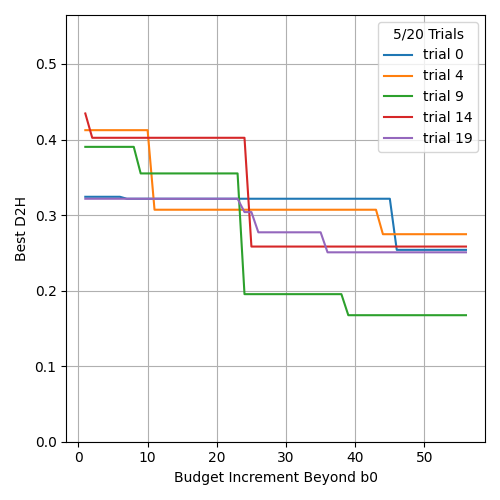 5/20 Trials
trial 0
trial 4
trial 9
trial 14
trial 19
Best D2H
0.5
0.4
0.3
0.2
0.1
0.0
0 10 20 30 40 50
Budget Increment Beyond b0